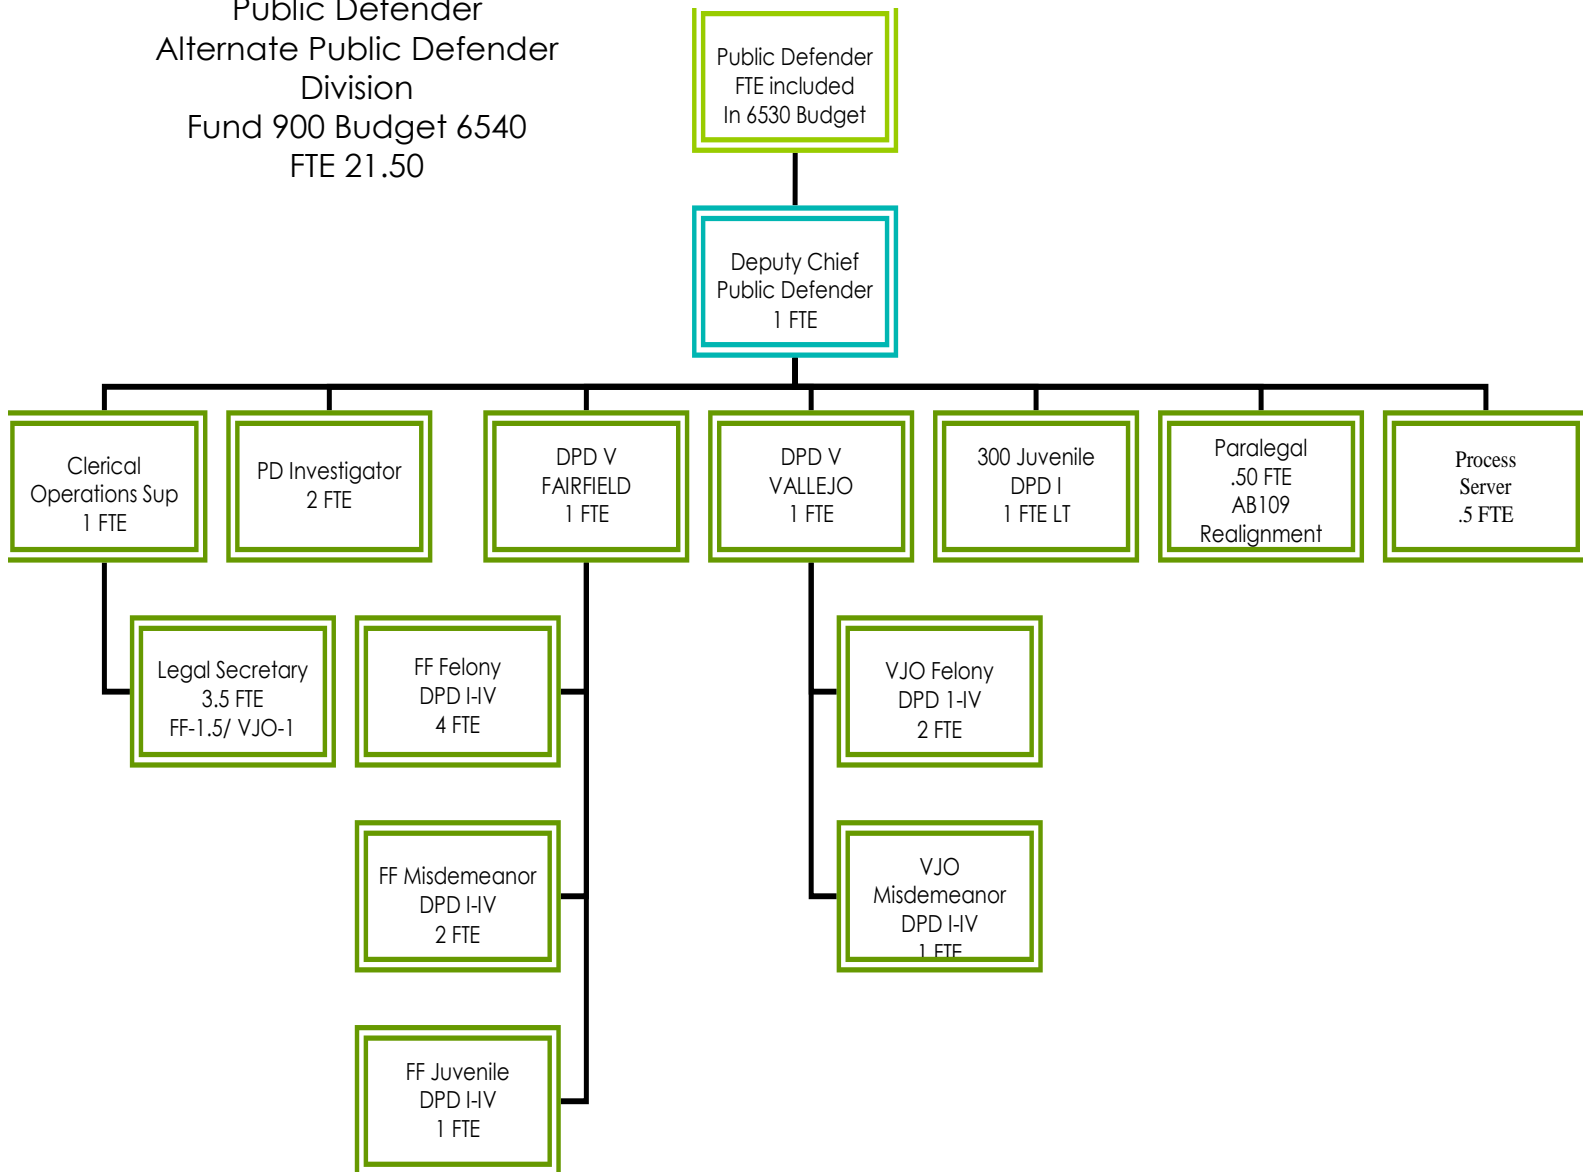 Public Defender
Alternate Public Defender
Division
Fund 900 Budget 6540
FTE 21.50
Public Defender
FTE included
In 6530 Budget
Deputy Chief
Public Defender
1 FTE
Clerical
Operations Sup
1 FTE
PD Investigator
2 FTE
DPD V
FAIRFIELD
1 FTE
DPD V
VALLEJO
1 FTE
300 Juvenile
DPD I
1 FTE LT
Paralegal
.50 FTE
AB109
Realignment
Process
Server
.5 FTE
Legal Secretary
3.5 FTE
FF-1.5/ VJO-1
FF Felony
DPD I-IV
4 FTE
VJO Felony
DPD 1-IV
2 FTE
FF Misdemeanor
DPD I-IV
2 FTE
VJO
Misdemeanor
DPD I-IV
1 FTE
FF Juvenile
DPD I-IV
1 FTE